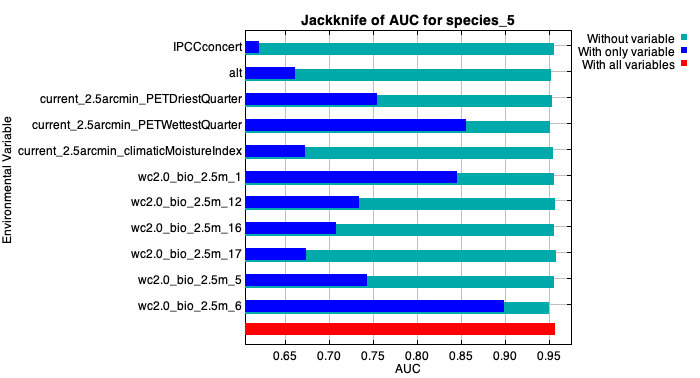 Jackknife of AUC for species_5
Without variable
With only variable
With all variables
Environmental Variable
IPCCconcert
alt
current_2.5arcmin_PETDriestQuarter
current_2.5arcmin_PETWettestQuarter
current_2.5arcmin_climaticMoistureIndex
wc2.0_bio_2.5m_1
wc2.0_bio_2.5m_12
wc2.0_bio_2.5m_16
wc2.0_bio_2.5m_17
wc2.0_bio_2.5m_5
wc2.0_bio_2.5m_6
0.65 0.70 0.75 0.80 0.85 0.90 0.95
AUC